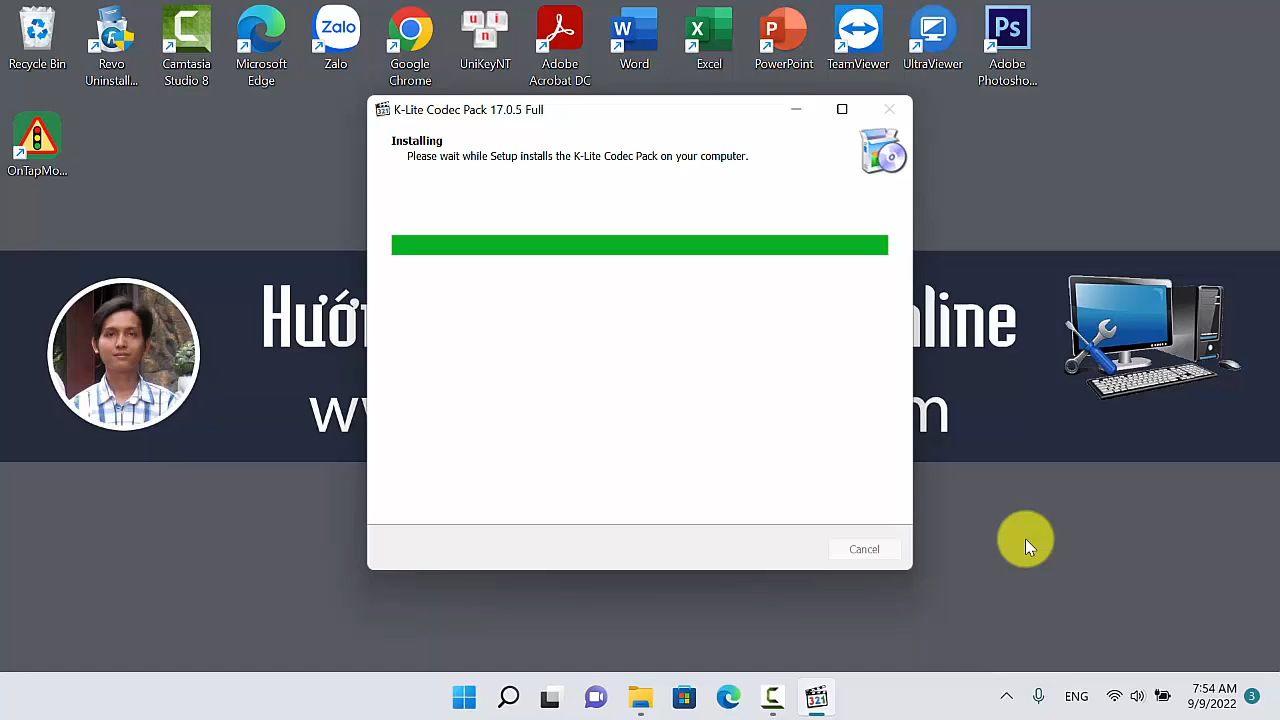 Recycle Bin
Revo
Uninstall...
Camtasia
Studio 8
Microsoft
Edge
Zalo
Zalo
Google
Chrome
u i
n
UniKeyNT
Adobe
Acrobat DC
W
Word
X
Excel
P
PowerPoint
TeamViewer
UltraViewer
Ps
Adobe
Photosho...
OnTapMo...
K-Lite Codec Pack 17.0.5 Full
Installing
Please wait while Setup installs the K-Lite Codec Pack on your computer.
Cancel
321
ENG
7:54 AM
9/9/2022
3